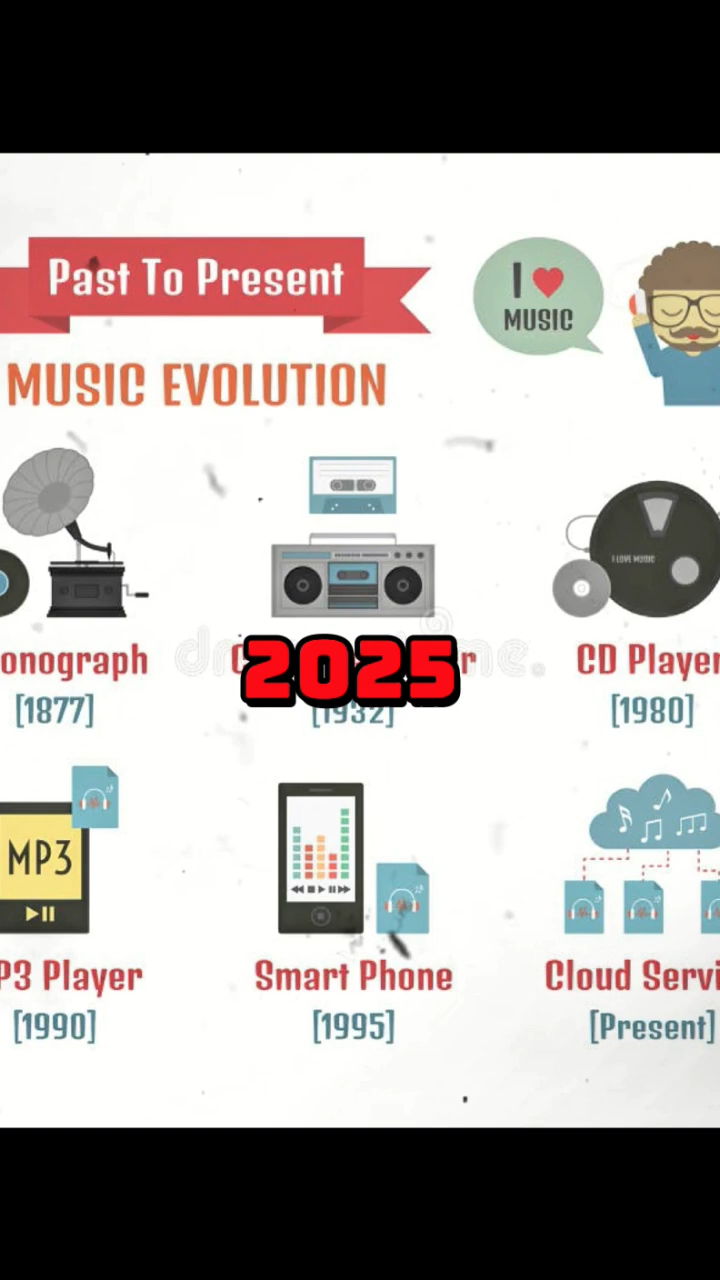 Past To Present
I
MUSIC
MUSIC EVOLUTION
I LOVE MUSIC
onograph
2025
CD Player
[1877]
[1932]
[1980]
MP3
P3 Player
Smart Phone
Cloud Servi
[1990]
[1995]
[Present]